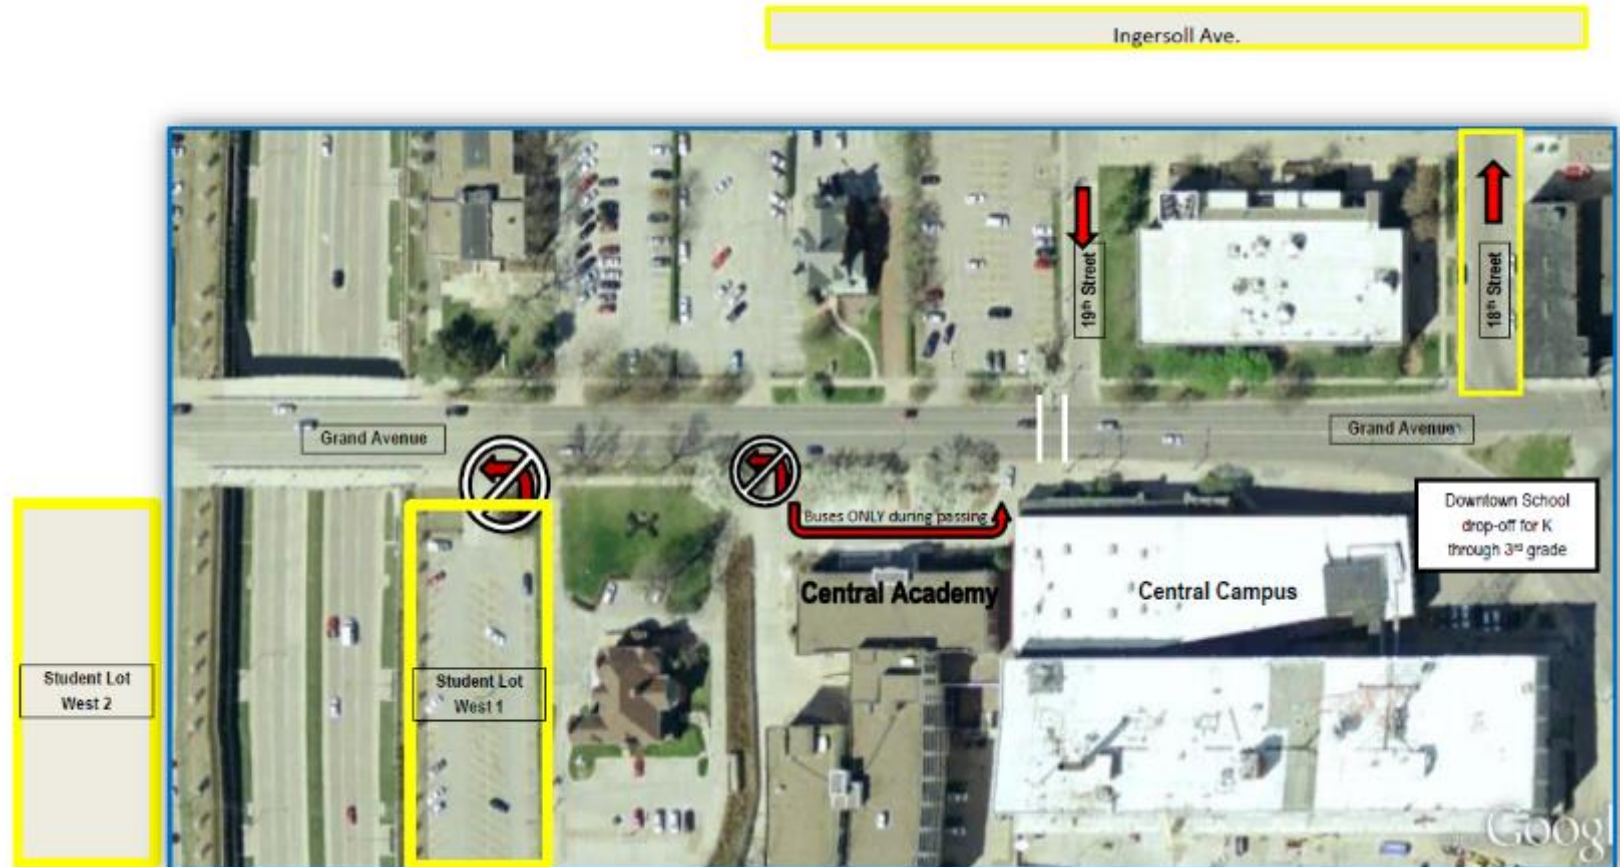 Ingersoll Ave.
19th Street
18th Street
Grand Avenue
Grand Avenue
Buses ONLY during passing
Downtown School
drop-off for K
through 3rd grade
Central Academy
Central Campus
Student Lot
West 2
Student Lot
West 1
Googl